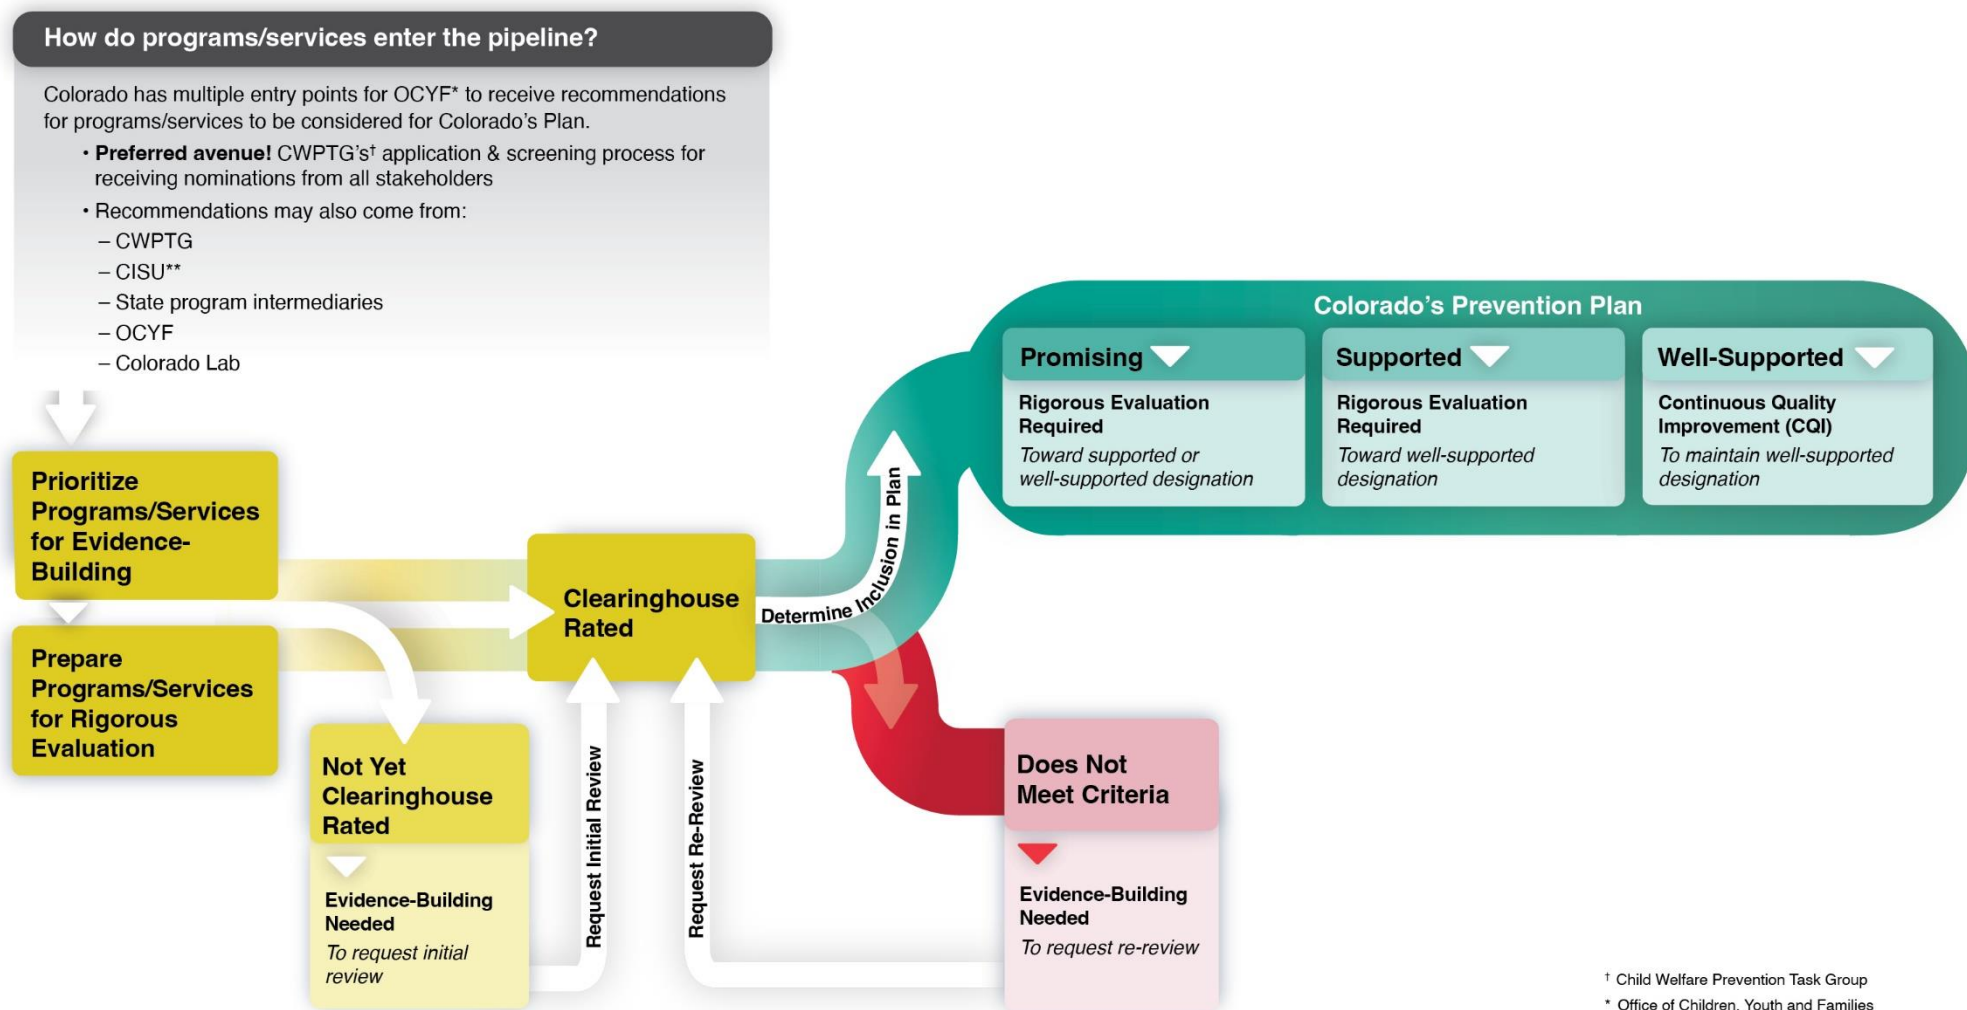 How do programs/services enter the pipeline?
Colorado has multiple entry points for OCYF* to receive recommendations
for programs/services to be considered for Colorado's Plan.
• Preferred avenue! CWPTG's† application & screening process for
receiving nominations from all stakeholders
• Recommendations may also come from:
– CWPTG
– CISU**
– State program intermediaries
– OCYF
– Colorado Lab
Prioritize
Programs/Services
for Evidence-
Building
Prepare
Programs/Services
for Rigorous
Evaluation
Not Yet
Clearinghouse
Rated
Evidence-Building
Needed
To request initial
review
Request Initial Review
Clearinghouse
Rated
Request Re-Review
Determine Inclusion in Plan
Colorado's Prevention Plan
Promising
Rigorous Evaluation
Required
Toward supported or
well-supported designation
Supported
Rigorous Evaluation
Required
Toward well-supported
designation
Well-Supported
Continuous Quality
Improvement (CQI)
To maintain well-supported
designation
Does Not
Meet Criteria
Evidence-Building
Needed
To request re-review
† Child Welfare Prevention Task Group
* Office of Children, Youth and Families